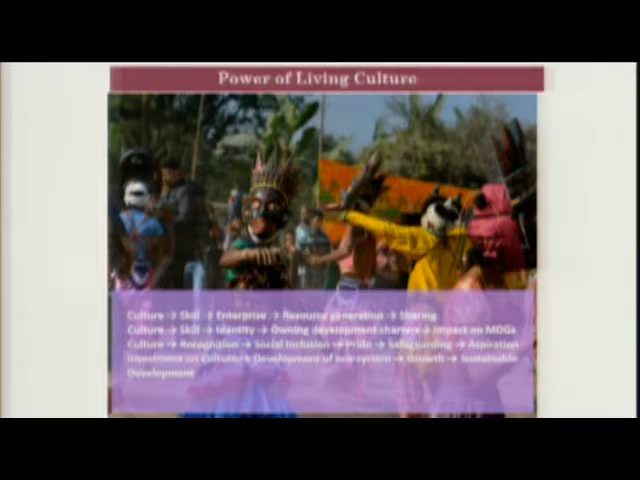 Power of Living Culture
Culture → Skill → Enterprise → Resource generation → Sharing
Culture → Skill → Identity → Owning development charters → Impact on MDGs
Culture → Recognition → Social Inclusion → Pride → Safeguarding → Aspiration
Investment on Culture → Development of eco-system → Growth → Sustainable
Development